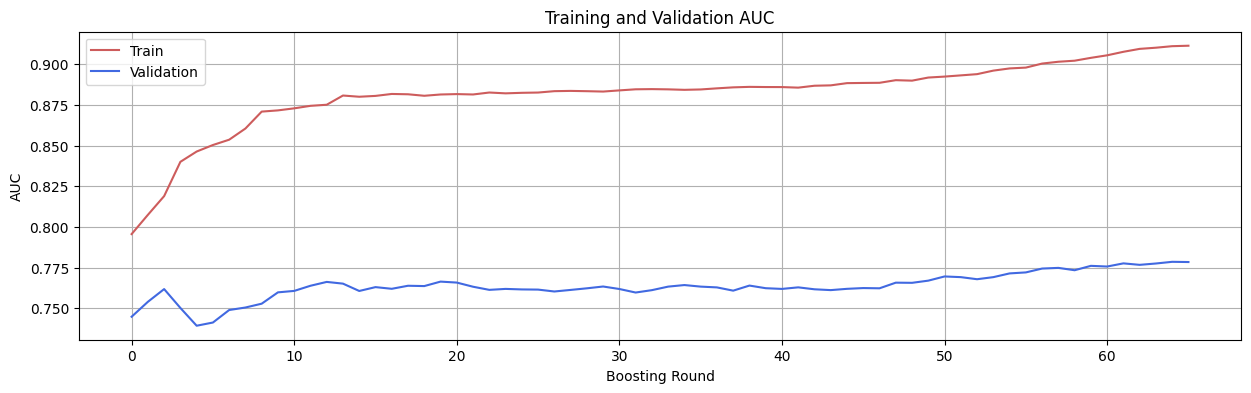 Training and Validation AUC
Train
Validation
AUC
0.900
0.875
0.850
0.825
0.800
0.775
0.750
0 10 20 30 40 50 60
Boosting Round